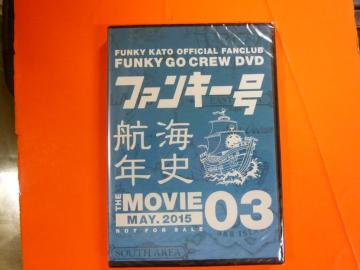 FUNKY KATO OFFICIAL FANCLUB
FUNKY GO CREW DVD
ファンキー号
航海
年史
THE MOVIE 03
MAY. 2015
NOT FOR SALE
SOUTH AREA